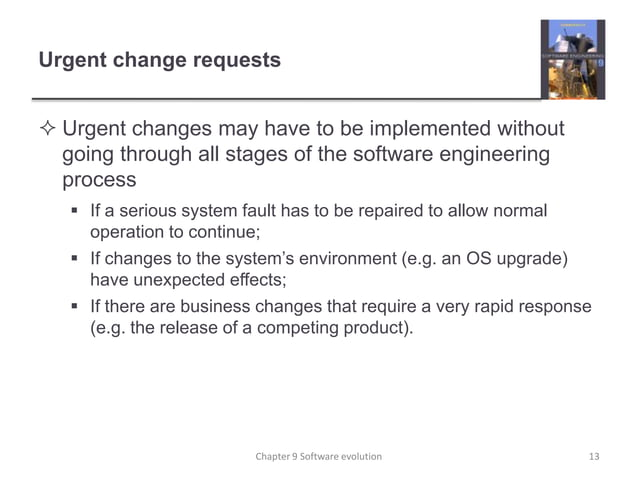 Urgent change requests
SOFTWARE ENGINEERING
9
✧ Urgent changes may have to be implemented without
going through all stages of the software engineering
process
▪ If a serious system fault has to be repaired to allow normal
operation to continue;
▪ If changes to the system’s environment (e.g. an OS upgrade)
have unexpected effects;
▪ If there are business changes that require a very rapid response
(e.g. the release of a competing product).
Chapter 9 Software evolution
13